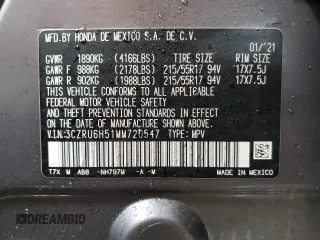 MFD.BY HONDA DE MEXICO S.A. DE C.V.
01/'21
GVWR 1890KG (4166LBS) TIRE SIZE RIM SIZE
GAWR F 988KG (2178LBS) 215/55R17 94V 17X7.5J
GAWR R 902KG (1988LBS) 215/55R17 94V 17X7.5J
THIS VEHICLE CONFORMS TO ALL APPLICABLE FEDERAL MOTOR VEHICLE SAFETY, BUMPER, AND THEFT PREVENTION STANDARDS IN EFFECT ON THE DATE OF MANUFACTURE SHOWN ABOVE.
V.I.N:3CZRU6H51MM720547 TYPE: MPV
MADE IN MEXICO
T7X M AB8 -NH797M -A -M
DREAMBID